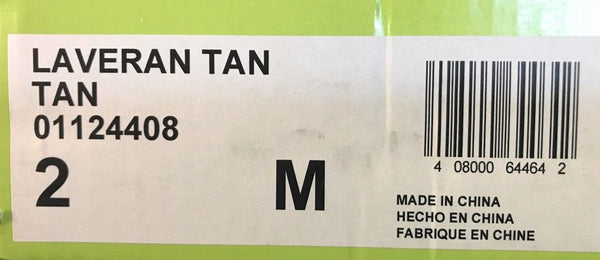 LAVERAN TAN
TAN
01124408
2 M
4 08000 64464 2
MADE IN CHINA
HECHO EN CHINA
FABRIQUE EN CHINE